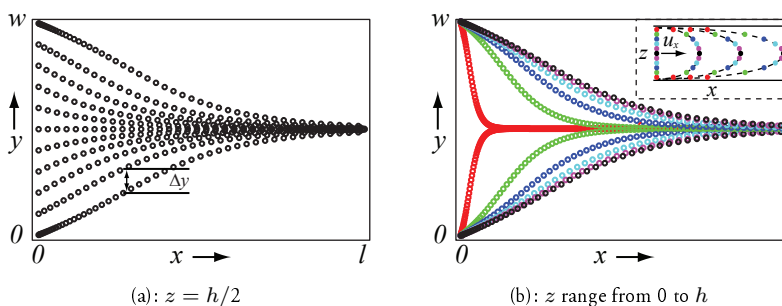 w
y
Δy
0
0
x
l
(a): z = h/2
w
y
0
0
x
z
u_x
x
(b): z range from 0 to h